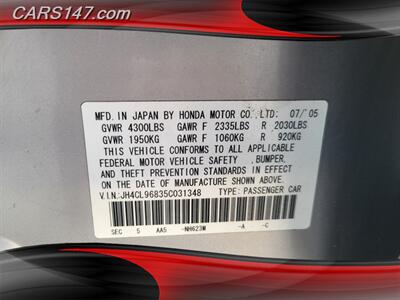 CARS147.com
MFD. IN JAPAN BY HONDA MOTOR CO.,LTD: 07/'05
GVWR 4300LBS GAWR F 2335LBS R 2030LBS
GVWR 1950KG GAWR F 1060KG R 920KG
THIS VEHICLE CONFORMS TO ALL APPLICABLE
FEDERAL MOTOR VEHICLE SAFETY , BUMPER,
AND THEFT PREVENTION STANDARDS IN EFFECT
ON THE DATE OF MANUFACTURE SHOWN ABOVE.
V.I.N.:JH4CL96835C031348 TYPE: PASSENGER CAR
SEC 5 AA5 -NH623M -A -C